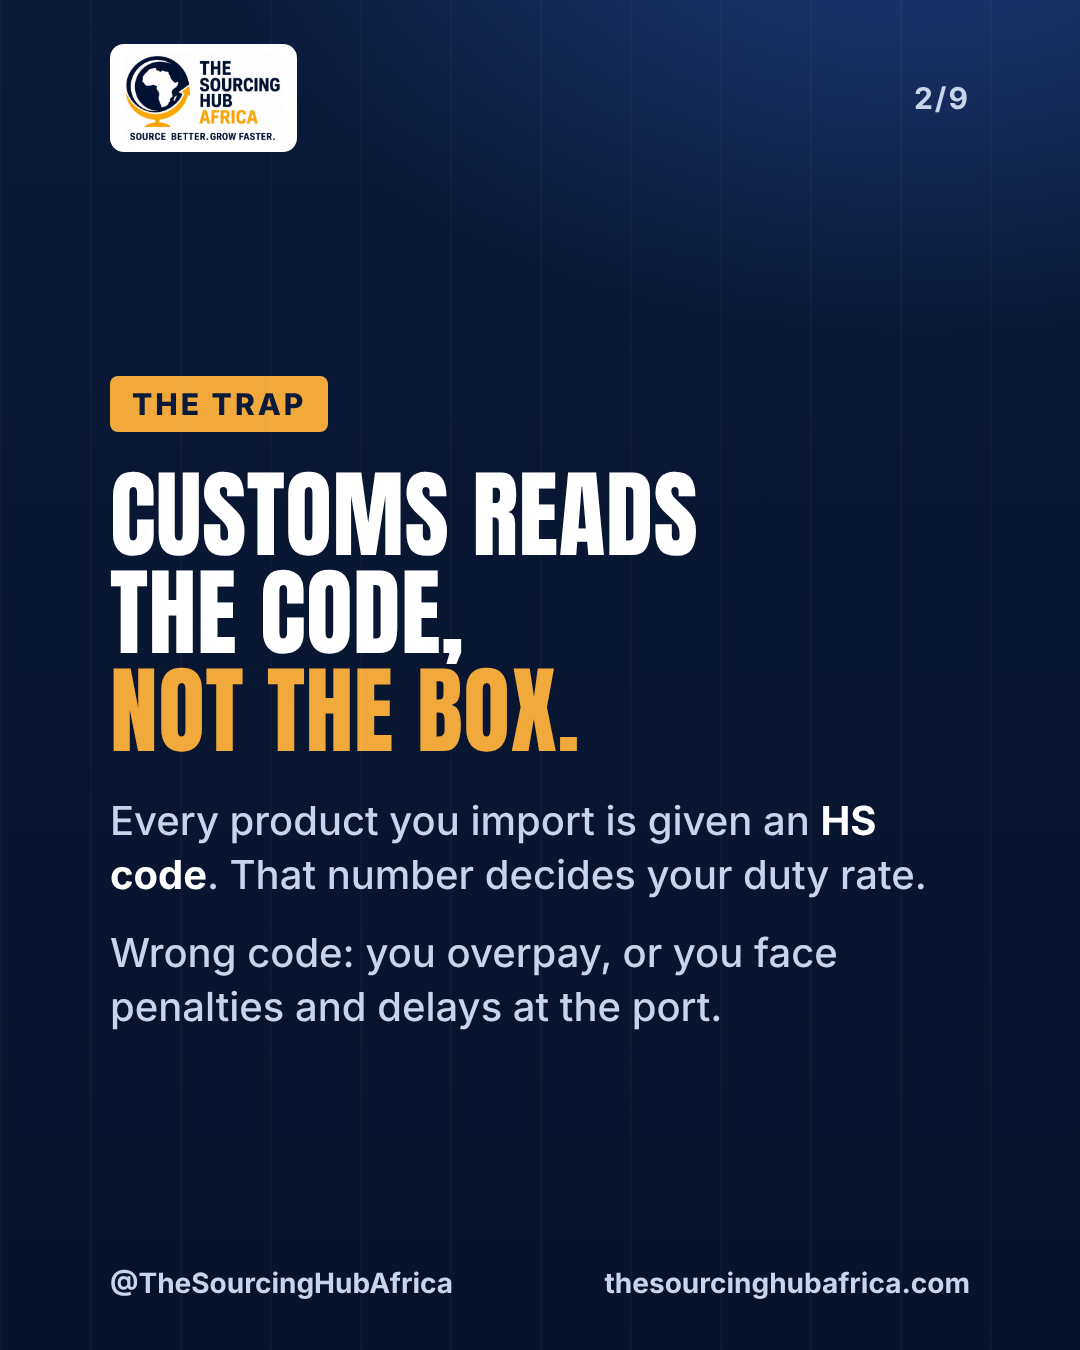 THE
SOURCING
HUB
AFRICA
SOURCE BETTER. GROW FASTER.
2/9
THE TRAP
CUSTOMS READS
THE CODE,
NOT THE BOX.
Every product you import is given an HS
code. That number decides your duty rate.
Wrong code: you overpay, or you face
penalties and delays at the port.
@TheSourcingHubAfrica
thesourcinghubafrica.com